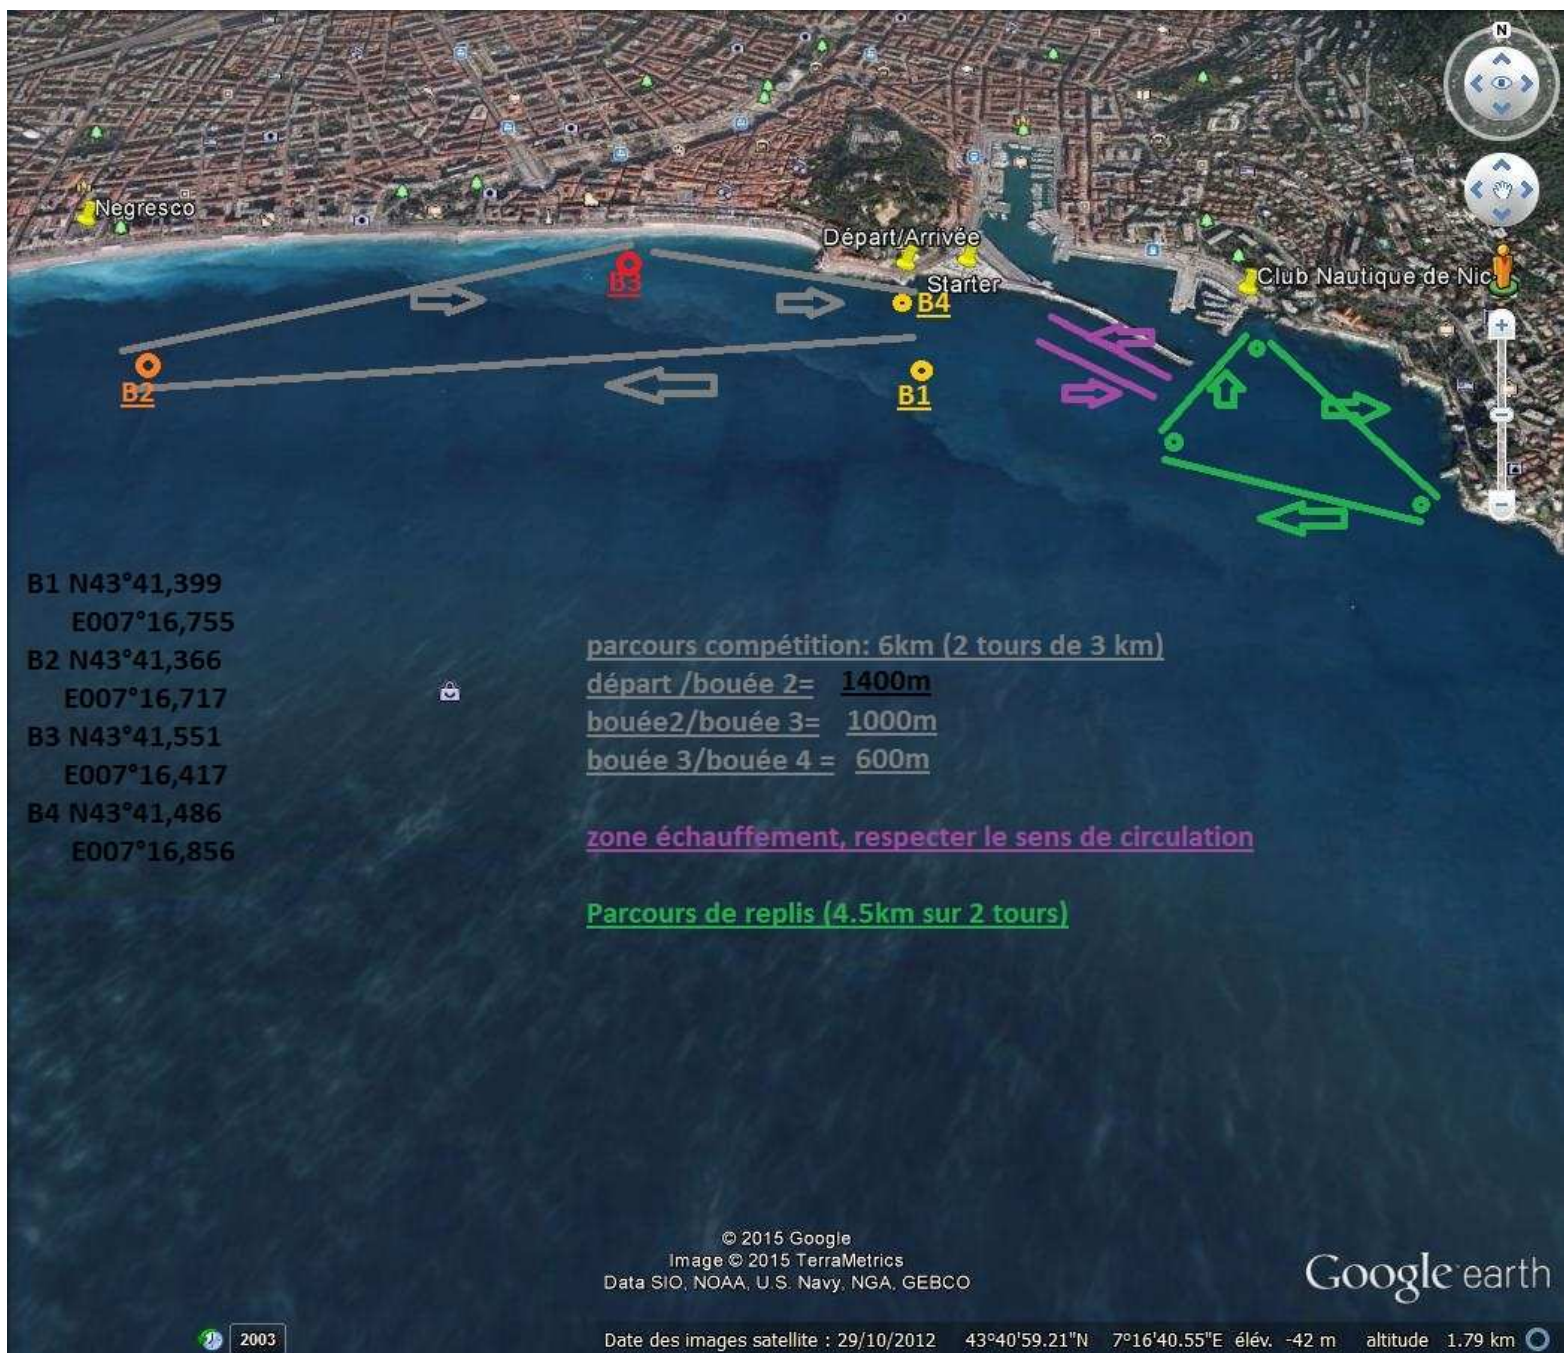 N
Negresco
Départ/Arrivée
Starter
Club Nautique de Nic
B3
B4
B2
B1
B1 N43°41,399
E007°16,755
B2 N43°41,366
E007°16,717
B3 N43°41,551
E007°16,417
B4 N43°41,486
E007°16,856
parcours compétition: 6km (2 tours de 3 km)
départ /bouée 2= 1400m
bouée2/bouée 3= 1000m
bouée 3/bouée 4 = 600m
zone échauffement, respecter le sens de circulation
Parcours de replis (4.5km sur 2 tours)
© 2015 Google
Image © 2015 TerraMetrics
Data SIO, NOAA, U.S. Navy, NGA, GEBCO
Google earth
2003
Date des images satellite : 29/10/2012 43°40'59.21"N 7°16'40.55"E élév. -42 m altitude 1.79 km